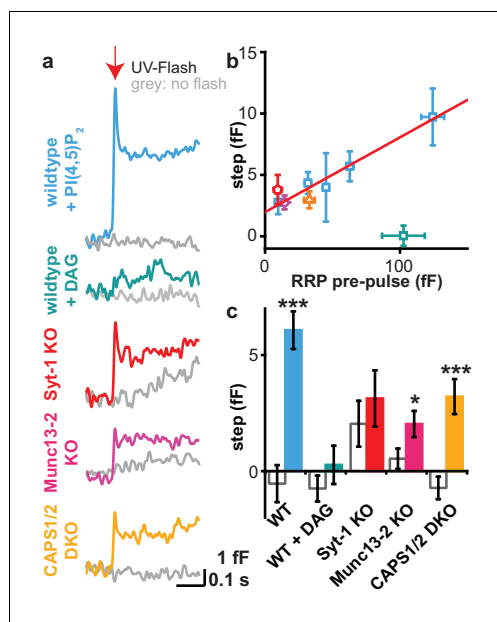 a
UV-Flash
grey: no flash
wildtype
+ PI(4,5)P2
wildtype
+ DAG
Syt-1 KO
Munc13-2
KO
CAPS1/2
DKO
1 fF
0.1 s
b
15
10
5
0
step (fF)
0
100
RRP pre-pulse (fF)
c
***
*
***
5
0
step (fF)
WT
WT + DAG
Syt-1 KO
Munc13-2 KO
CAPS1/2 DKO